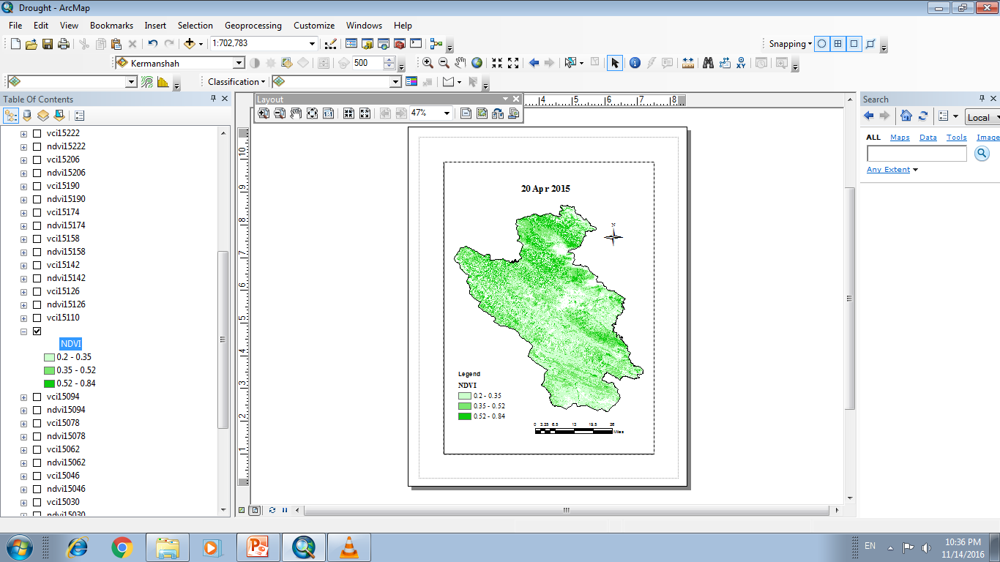 Drought - ArcMap
File Edit View Bookmarks Insert Selection Geoprocessing Customize Windows Help
1:702,783
Snapping
Kermanshah
500
Classification
Table Of Contents
vci15222
ndvi15222
vci15206
ndvi15206
vci15190
ndvi15190
vci15174
ndvi15174
vci15158
ndvi15158
vci15142
ndvi15142
vci15126
ndvi15126
vci15110
NDVI
0.2 - 0.35
0.35 - 0.52
0.52 - 0.84
vci15094
ndvi15094
vci15078
ndvi15078
vci15062
ndvi15062
vci15046
ndvi15046
vci15030
ndvi15030
Layout
1:1
47%
4 5 6 7 8
10
9
8
7
6
5
4
3
2
1
20 Apr 2015
N
Legend
NDVI
0.2 - 0.35
0.35 - 0.52
0.52 - 0.84
0 3.25 6.5 13 19.5 26
Miles
Search
Local
ALL Maps Data Tools Image
Any Extent
EN
10:36 PM
11/14/2016